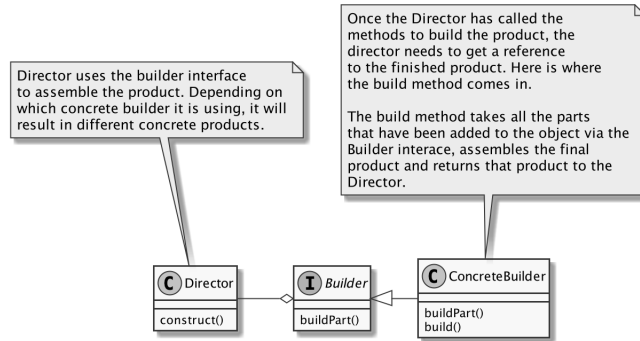 Once the Director has called the
methods to build the product, the
director needs to get a reference
to the finished product. Here is where
the build method comes in.
The build method takes all the parts
that have been added to the object via the
Builder interace, assembles the final
product and returns that product to the
Director.
Director uses the builder interface
to assemble the product. Depending on
which concrete builder it is using, it will
result in different concrete products.
C Director
construct()
I Builder
buildPart()
C ConcreteBuilder
buildPart()
build()